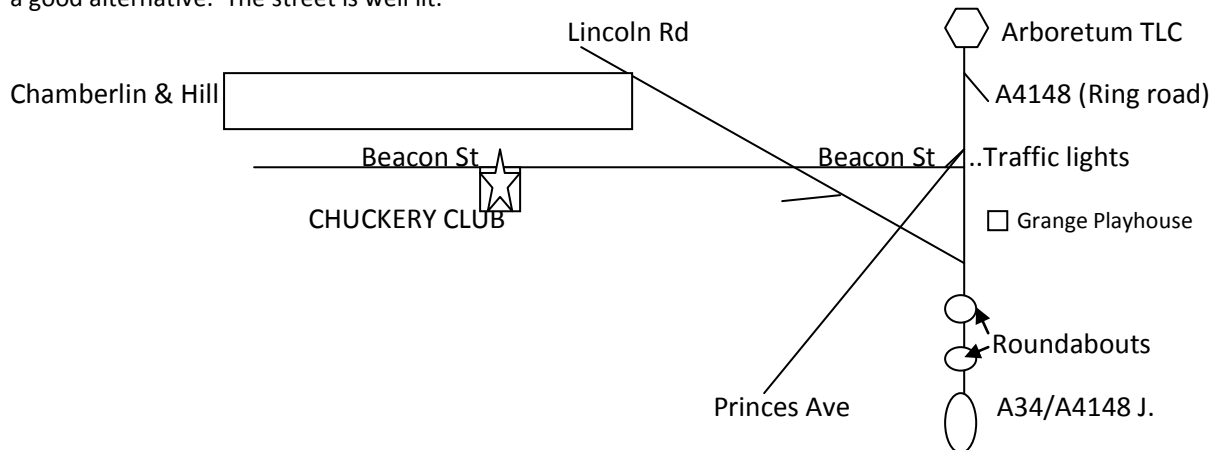 a good alternative. The street is well lit.
Lincoln Rd
Arboretum TLC
Chamberlin & Hill
A4148 (Ring road)
Beacon St
Beacon St
..Traffic lights
CHUCKERY CLUB
Grange Playhouse
Roundabouts
Princes Ave
A34/A4148 J.